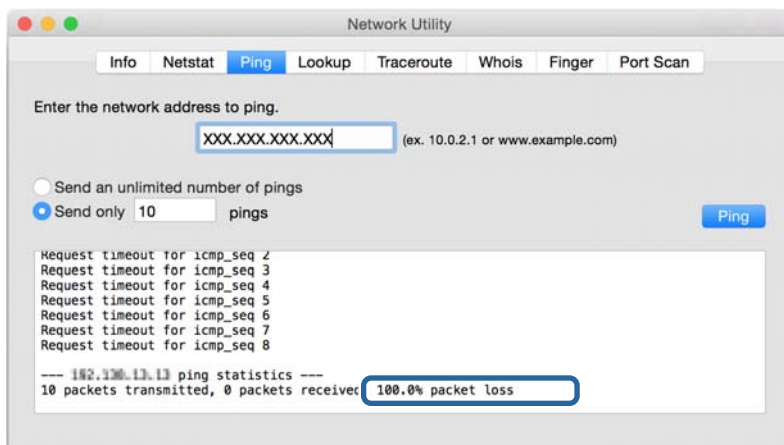 Network Utility
Info Netstat Ping Lookup Traceroute Whois Finger Port Scan
Enter the network address to ping.
XXX.XXX.XXX.XXX (ex. 10.0.2.1 or www.example.com)
Send an unlimited number of pings
Send only 10 pings
Ping
Request timeout for icmp_seq 2
Request timeout for icmp_seq 3
Request timeout for icmp_seq 4
Request timeout for icmp_seq 5
Request timeout for icmp_seq 6
Request timeout for icmp_seq 7
Request timeout for icmp_seq 8
--- ping statistics ---
10 packets transmitted, 0 packets received 100.0% packet loss